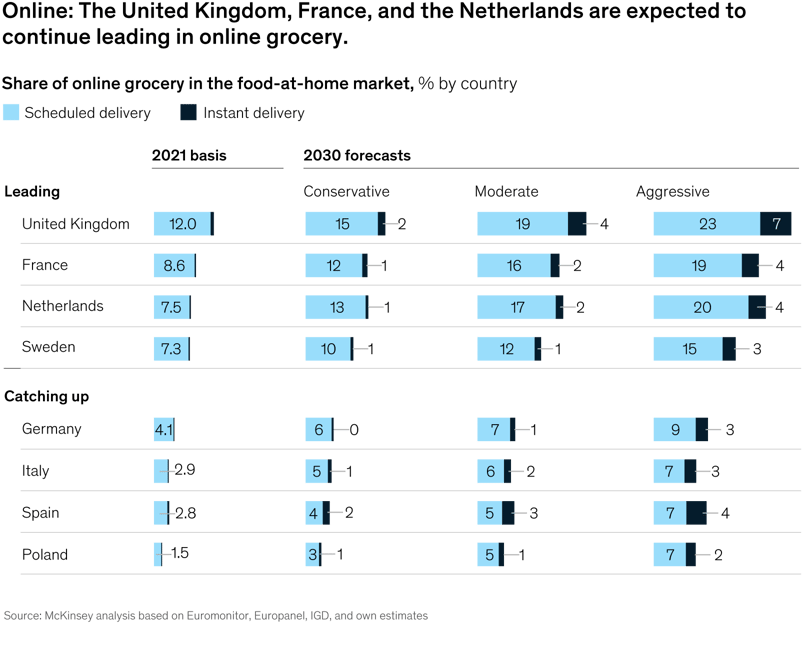 Online: The United Kingdom, France, and the Netherlands are expected to
continue leading in online grocery.
Share of online grocery in the food-at-home market, % by country
Scheduled delivery Instant delivery
2021 basis 2030 forecasts
Leading Conservative Moderate Aggressive
United Kingdom 12.0 15 2 19 4 23 7
France 8.6 12 1 16 2 19 4
Netherlands 7.5 13 1 17 2 20 4
Sweden 7.3 10 1 12 1 15 3
Catching up
Germany 4.1 6 0 7 1 9 3
Italy 2.9 5 1 6 2 7 3
Spain 2.8 4 2 5 3 7 4
Poland 1.5 3 1 5 1 7 2
Source: McKinsey analysis based on Euromonitor, Europanel, IGD, and own estimates